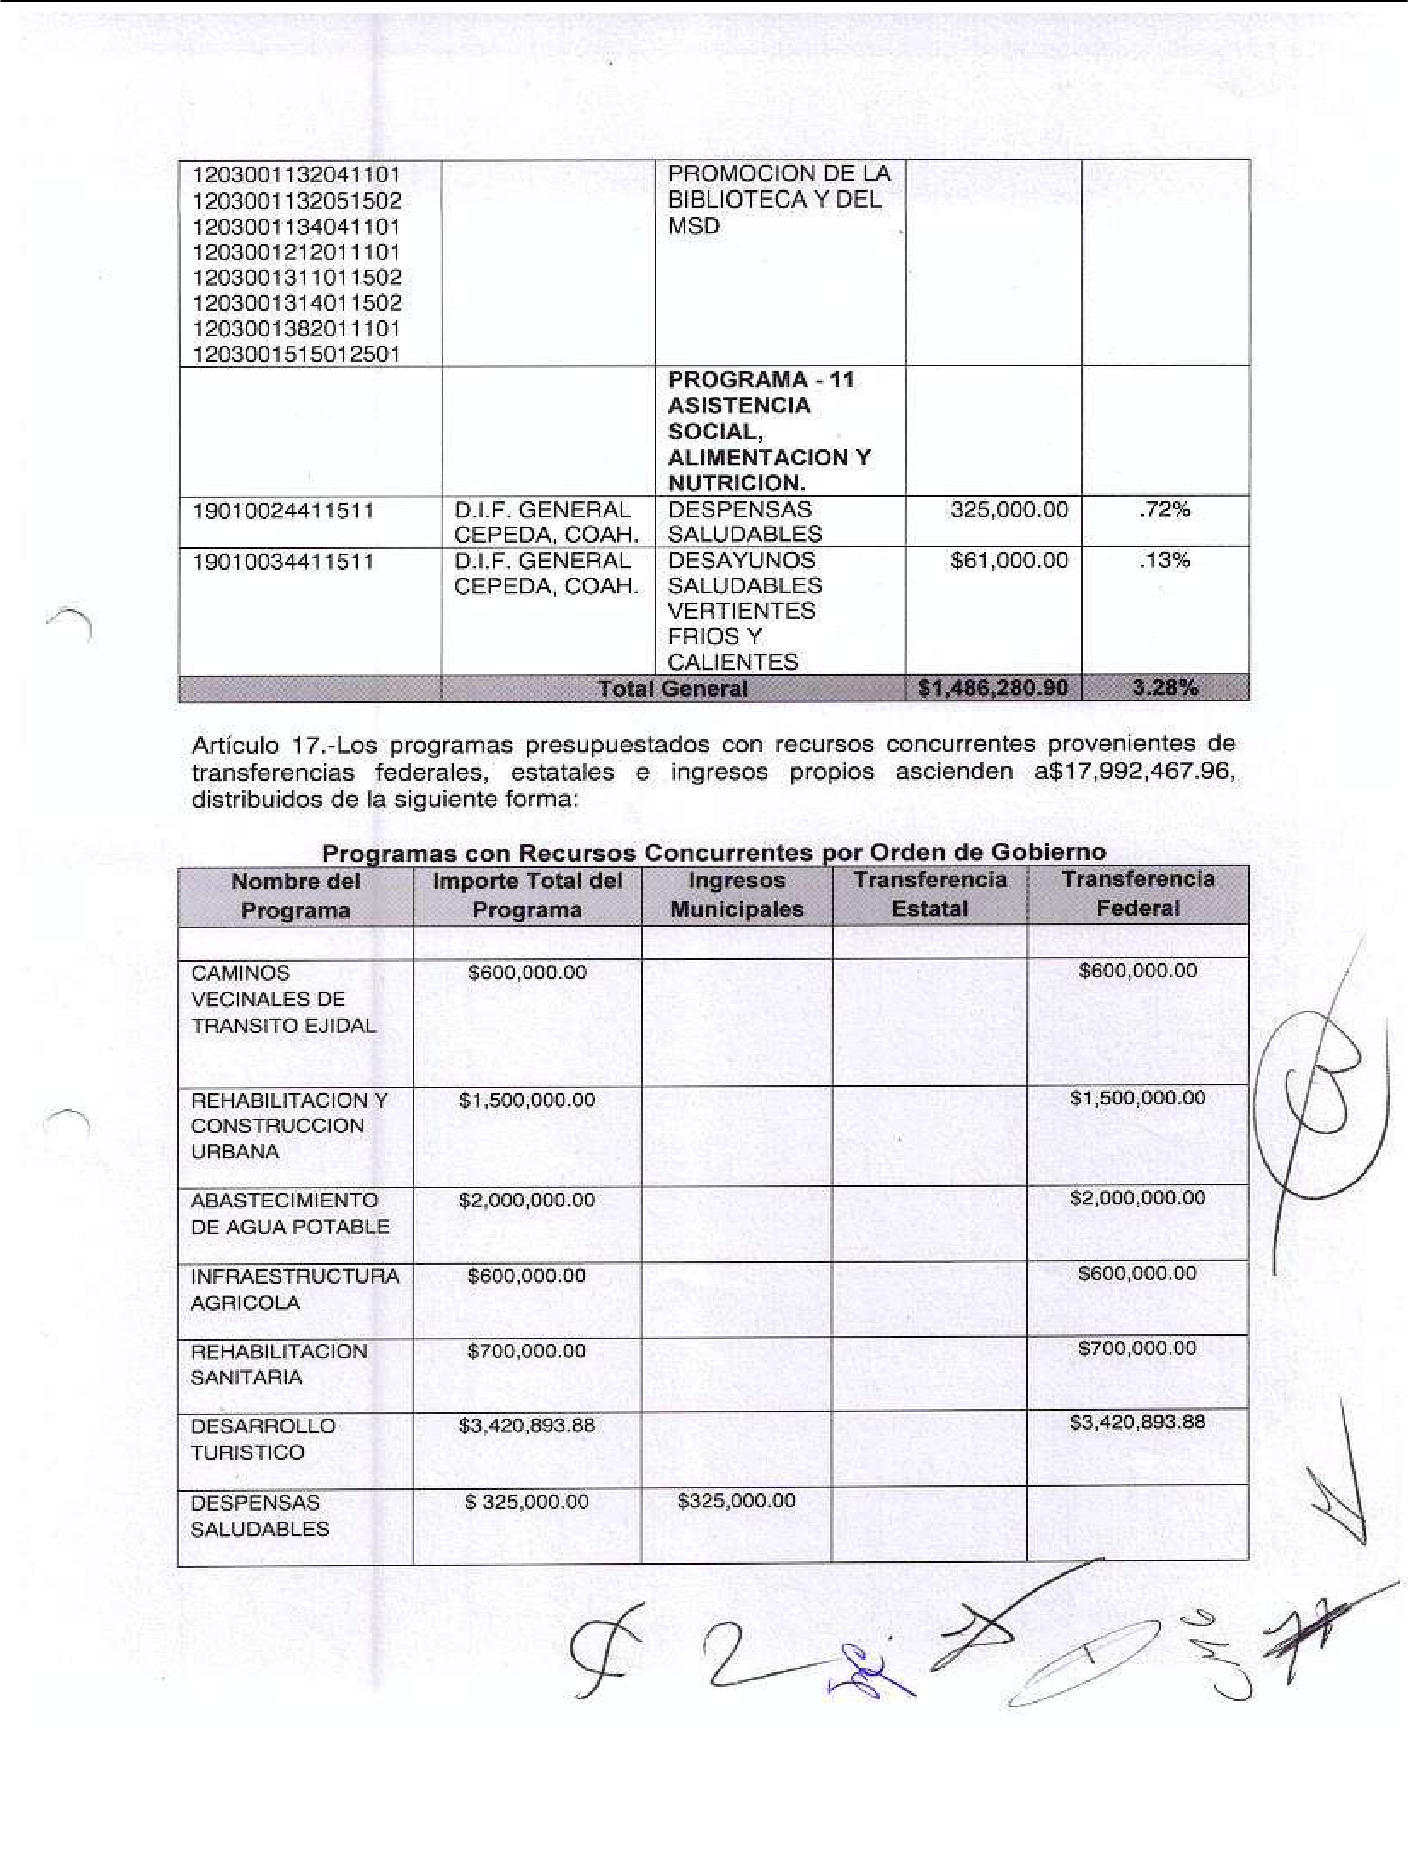 1203001132041101
1203001132051502
1203001134041101
1203001212011101
1203001311011502
1203001314011502
1203001382011101
1203001515012501
PROMOCION DE LA
BIBLIOTECA Y DEL
MSD
PROGRAMA - 11
ASISTENCIA
SOCIAL,
ALIMENTACION Y
NUTRICION.
19010024411511 D.I.F. GENERAL DESPENSAS 325,000.00 .72%
CEPEDA, COAH. SALUDABLES
19010034411511 D.I.F. GENERAL DESAYUNOS $61,000.00 .13%
CEPEDA, COAH. SALUDABLES
VERTIENTES
FRIOS Y
CALIENTES
Total General $1,486,280.90 3.28%
Artículo 17.-Los programas presupuestados con recursos concurrentes provenientes de
transferencias federales, estatales e ingresos propios ascienden a$17,992,467.96,
distribuidos de la siguiente forma:
Programas con Recursos Concurrentes por Orden de Gobierno
Nombre del Importe Total del Ingresos Transferencia Transferencia
Programa Programa Municipales Estatal Federal
CAMINOS $600,000.00 $600,000.00
VECINALES DE
TRANSITO EJIDAL
REHABILITACION Y $1,500,000.00 $1,500,000.00
CONSTRUCCION
URBANA
ABASTECIMIENTO $2,000,000.00 $2,000,000.00
DE AGUA POTABLE
INFRAESTRUCTURA $600,000.00 $600,000.00
AGRICOLA
REHABILITACION $700,000.00 $700,000.00
SANITARIA
DESARROLLO $3,420,893.88 $3,420,893.88
TURISTICO
DESPENSAS $ 325,000.00 $325,000.00
SALUDABLES